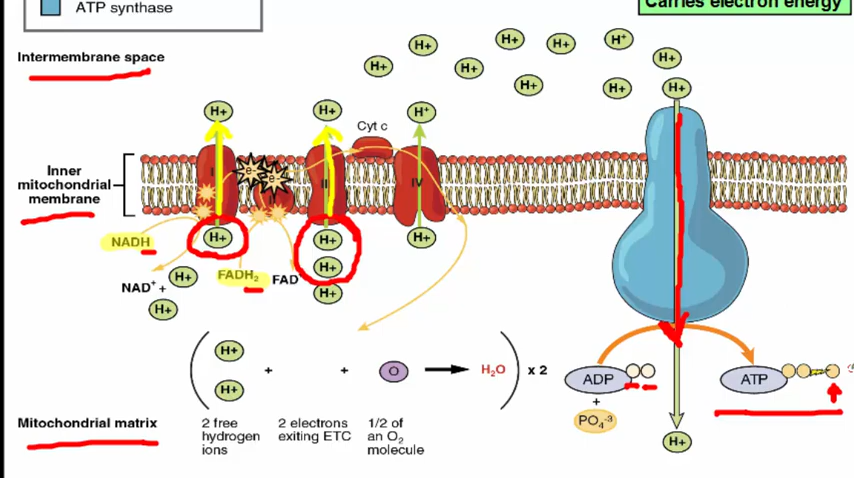 ATP synthase
Carries electron energy
H+
H+
H+
H+
H+
H+
H+
H+
H+
Intermembrane space
H+
H+
H+
H+
Cyt c
Inner
mitochondrial
membrane
I
e-
e-
II
IV
H+
H+
H+
H+
H+
NADH
NAD+ +
H+
H+
FADH2
FAD
H+
H+
+
+
O
H2O
x 2
ADP
+
PO4-3
ATP
H+
Mitochondrial matrix
2 free
hydrogen
ions
2 electrons
exiting ETC
1/2 of
an O2
molecule